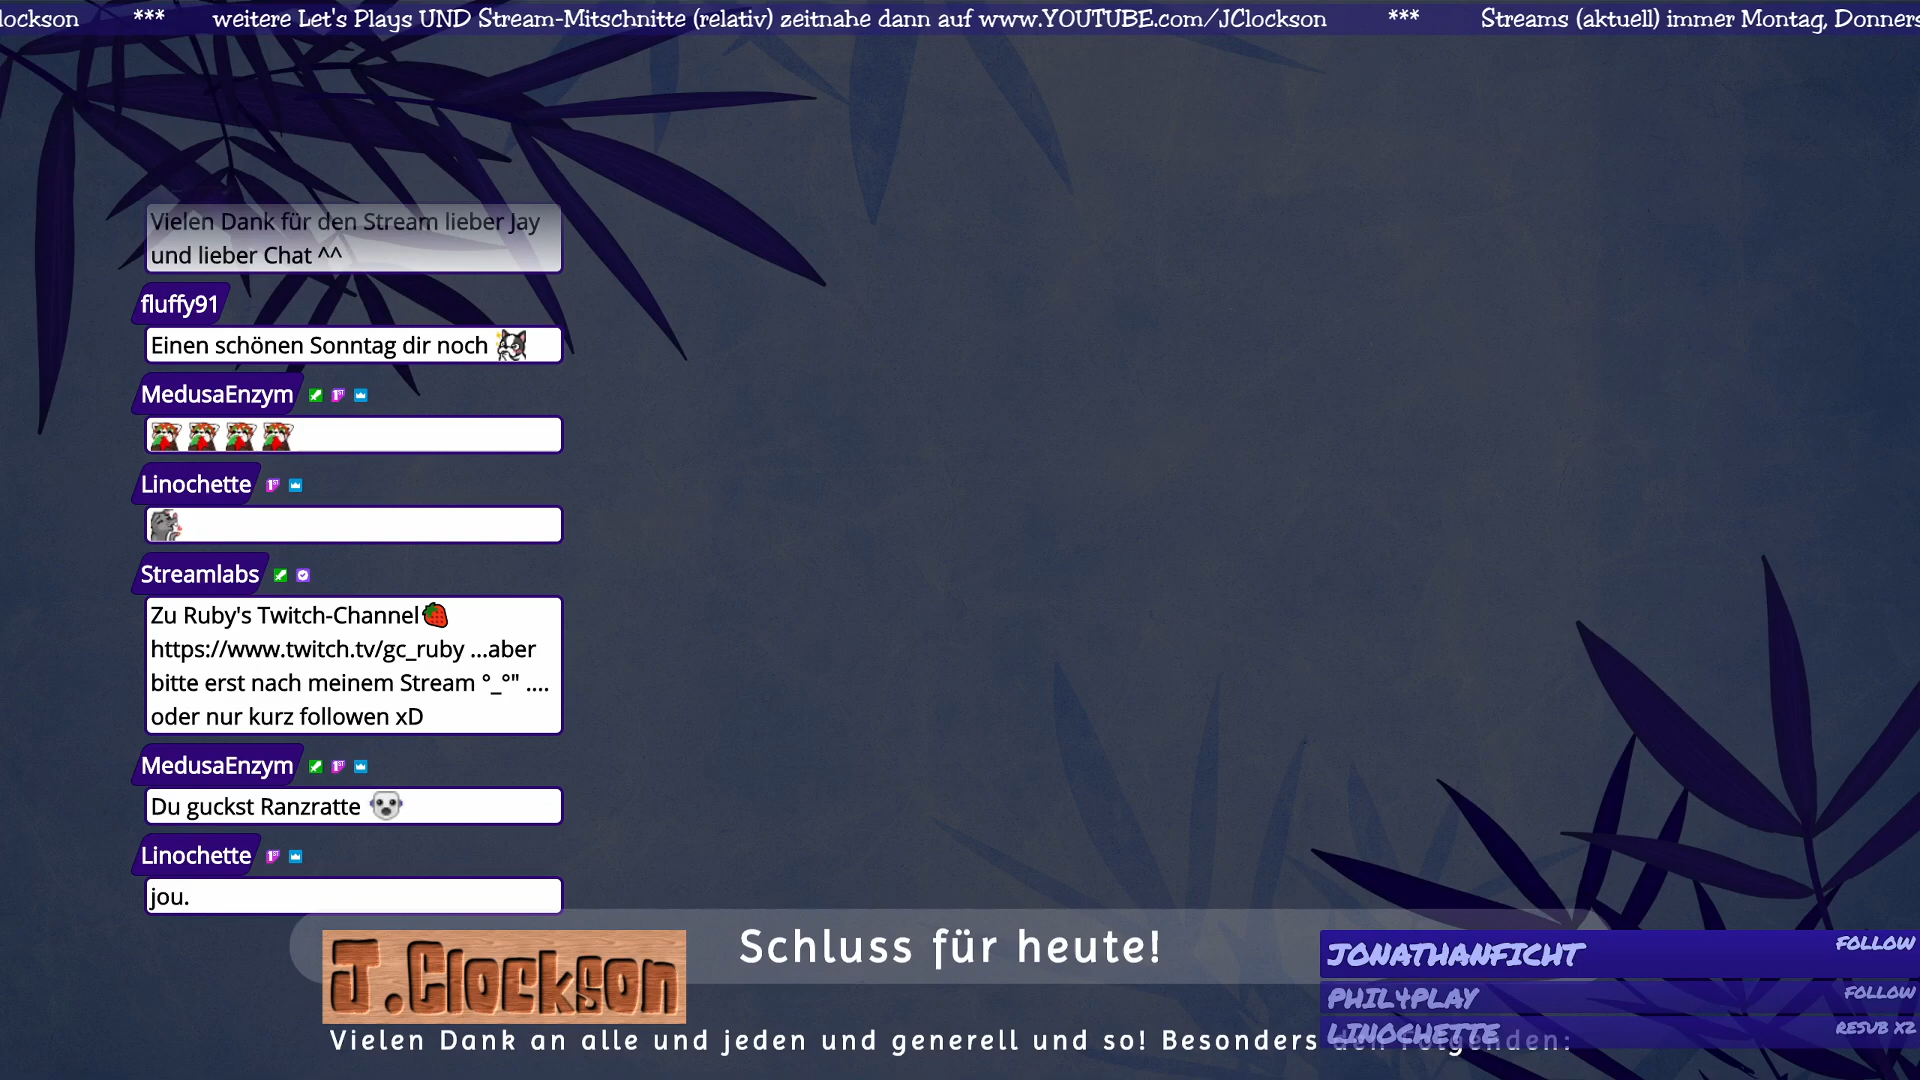 lockson *** weitere Let's Plays UND Stream-Mitschnitte (relativ) zeitnahe dann auf www.YOUTUBE.com/JClockson *** Streams (aktuell) immer Montag, Donners
Vielen Dank für den Stream lieber Jay
und lieber Chat ^^
fluffy91
Einen schönen Sonntag dir noch
MedusaEnzym
Linochette
Streamlabs
Zu Ruby's Twitch-Channel🍓
https://www.twitch.tv/gc_ruby ...aber
bitte erst nach meinem Stream °_°" ....
oder nur kurz followen xD
MedusaEnzym
Du guckst Ranzratte
Linochette
jou.
Schluss für heute!
J.Clockson
JONATHANFICHT FOLLOW
PHIL4PLAY FOLLOW
LINOCHETTE RESUB X2
Vielen Dank an alle und jeden und generell und so! Besonders den Folgenden: